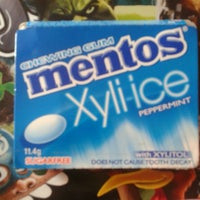 CHEWING GUM
mentos
Xyli-ice
PEPPERMINT
11.4g
SUGARFREE
with XYLITOL
DOES NOT CAUSE TOOTH DECAY